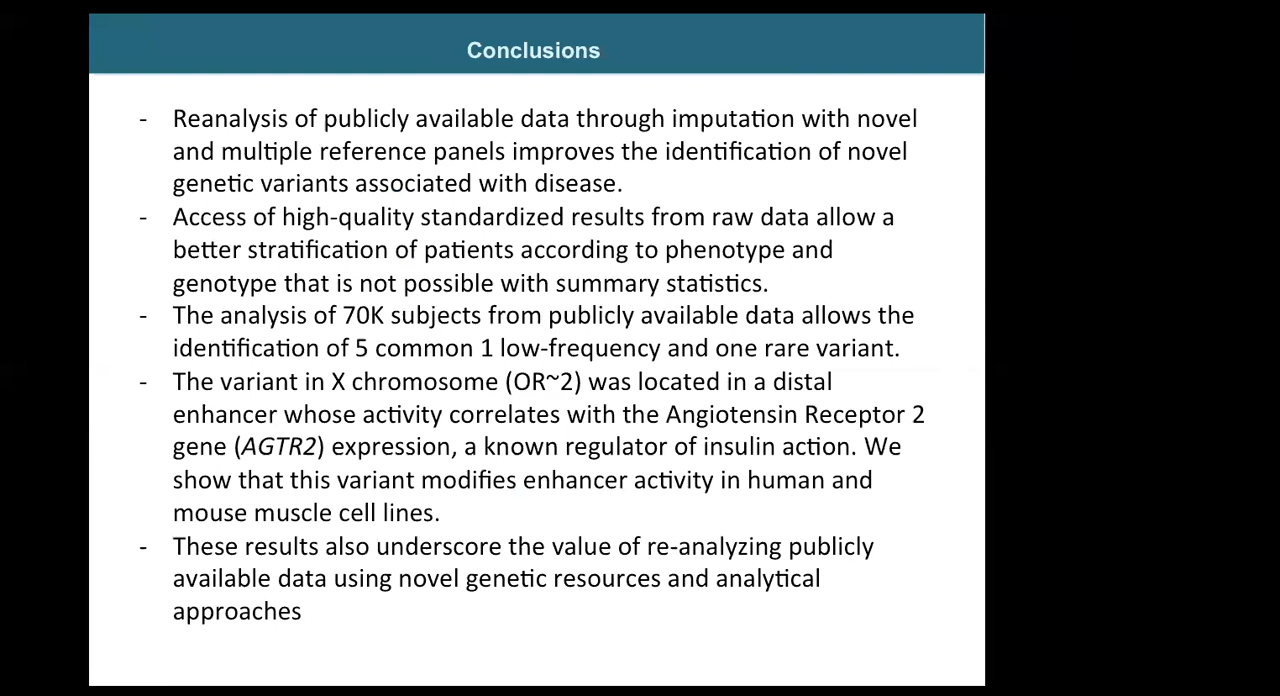 Conclusions
- Reanalysis of publicly available data through imputation with novel
and multiple reference panels improves the identification of novel
genetic variants associated with disease.
- Access of high-quality standardized results from raw data allow a
better stratification of patients according to phenotype and
genotype that is not possible with summary statistics.
- The analysis of 70K subjects from publicly available data allows the
identification of 5 common 1 low-frequency and one rare variant.
- The variant in X chromosome (OR~2) was located in a distal
enhancer whose activity correlates with the Angiotensin Receptor 2
gene (AGTR2) expression, a known regulator of insulin action. We
show that this variant modifies enhancer activity in human and
mouse muscle cell lines.
- These results also underscore the value of re-analyzing publicly
available data using novel genetic resources and analytical
approaches